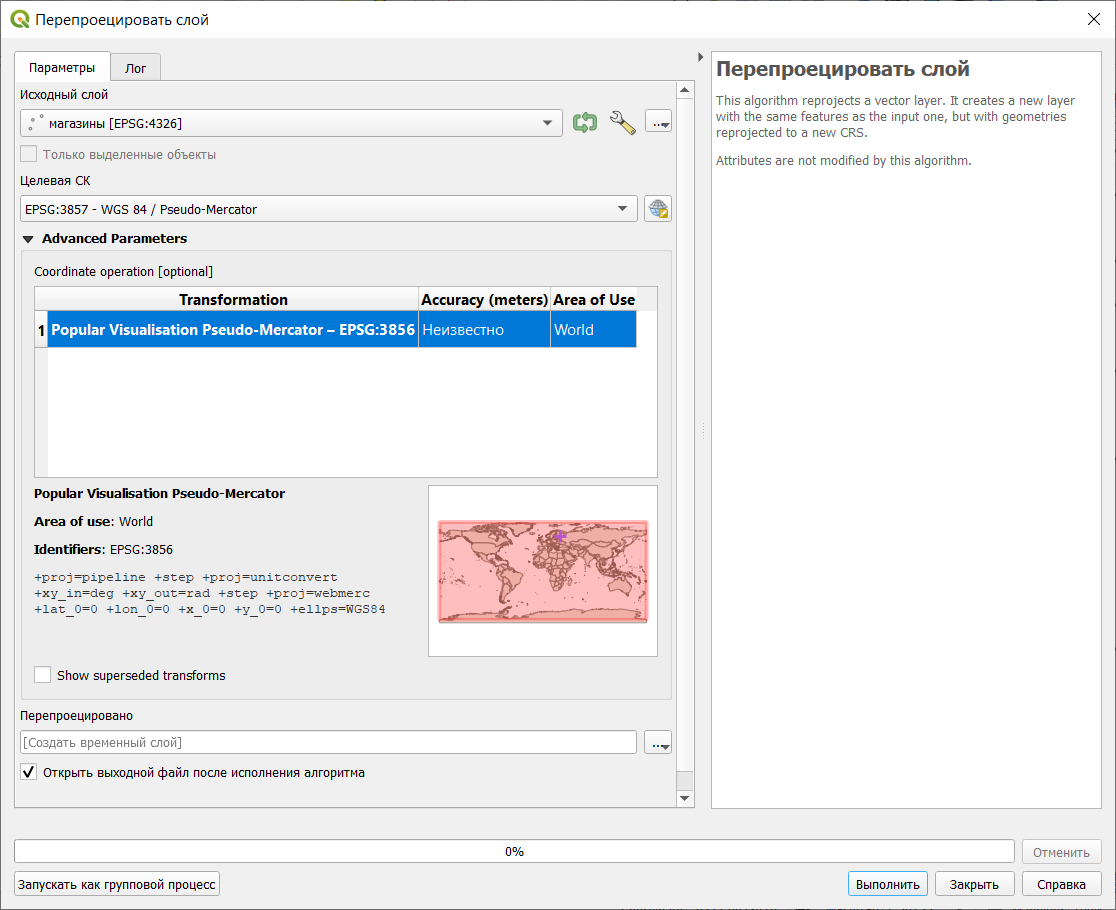 Перепроецировать слой
Параметры
Лог
Исходный слой
магазины [EPSG:4326]
...
Только выделенные объекты
Целевая СК
EPSG:3857 - WGS 84 / Pseudo-Mercator
Advanced Parameters
Coordinate operation [optional]
Transformation Accuracy (meters) Area of Use
1 Popular Visualisation Pseudo-Mercator – EPSG:3856 Неизвестно World
Popular Visualisation Pseudo-Mercator
Area of use: World
Identifiers: EPSG:3856
+proj=pipeline +step +proj=unitconvert
+xy_in=deg +xy_out=rad +step +proj=webmerc
+lat_0=0 +lon_0=0 +x_0=0 +y_0=0 +ellps=WGS84
Show superseded transforms
Перепроецировано
[Создать временный слой]
...
Открыть выходной файл после исполнения алгоритма
Перепроецировать слой
This algorithm reprojects a vector layer. It creates a new layer
with the same features as the input one, but with geometries
reprojected to a new CRS.
Attributes are not modified by this algorithm.
0%
Отменить
Запускать как групповой процесс
Выполнить
Закрыть
Справка